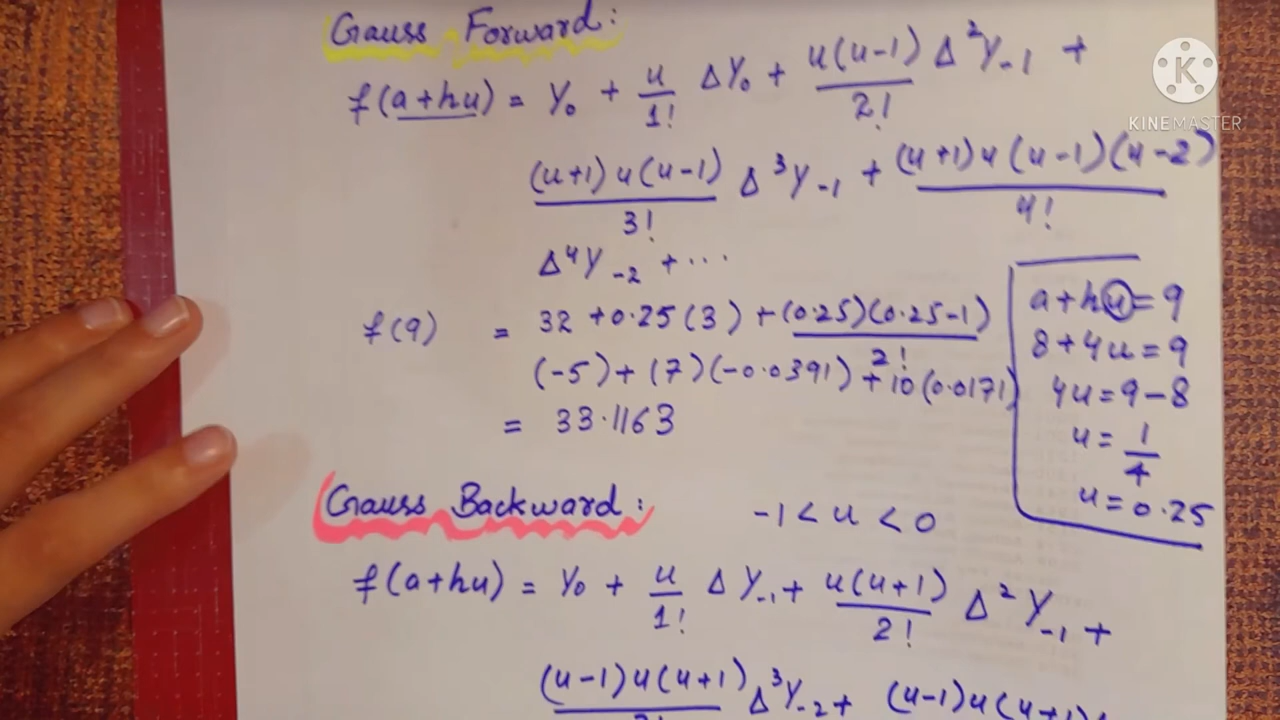 Gauss Forward:
f(a+hu) = Y₀ + u/1! ΔY₀ + u(u-1)/2! Δ²Y₋₁ +
K
KINEMASTER
(u+1)u(u-1)/3! Δ³Y₋₁ + (u+1)u(u-1)(u-2)/4!
Δ⁴Y₋₂ + ...
f(9) = 32 + 0.25(3) + (0.25)(0.25-1)/2!
(-5) + (7)(-0.0391) + 10(0.0171)
= 33.1163
a+hu = 9
8+4u = 9
4u = 9-8
u = 1/4
u = 0.25
Gauss Backward: -1 < u < 0
f(a+hu) = Y₀ + u/1! ΔY₋₁ + u(u+1)/2! Δ²Y₋₁ +
(u-1)u(u+1) Δ³Y₋₂ + (u-1)u(u+1)